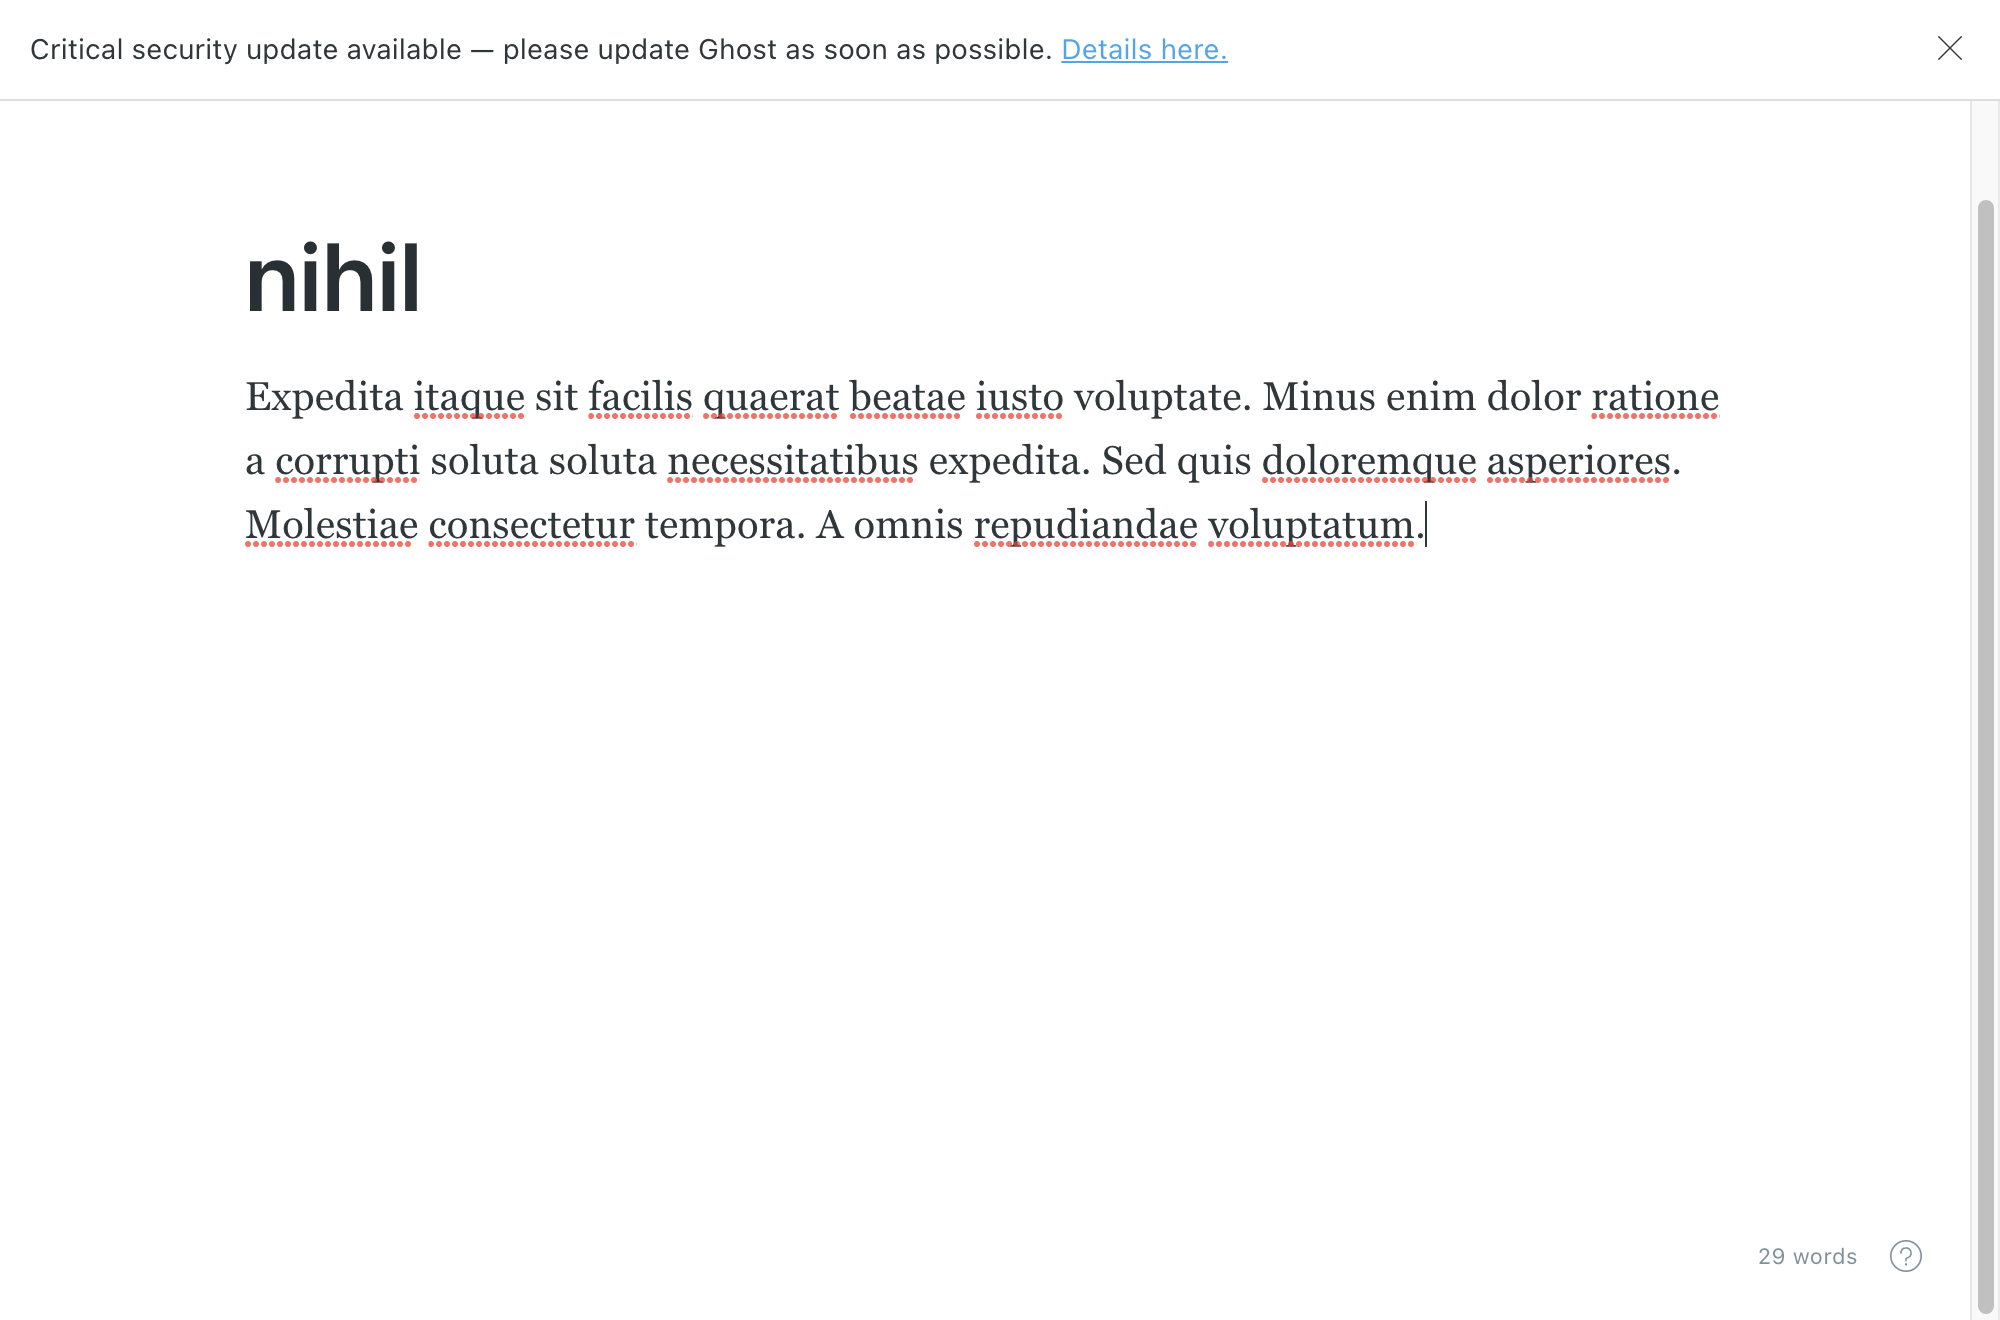 Critical security update available — please update Ghost as soon as possible. Details here.
nihil
Expedita itaque sit facilis quaerat beatae iusto voluptate. Minus enim dolor ratione
a corrupti soluta soluta necessitatibus expedita. Sed quis doloremque asperiores.
Molestiae consectetur tempora. A omnis repudiandae voluptatum.
29 words